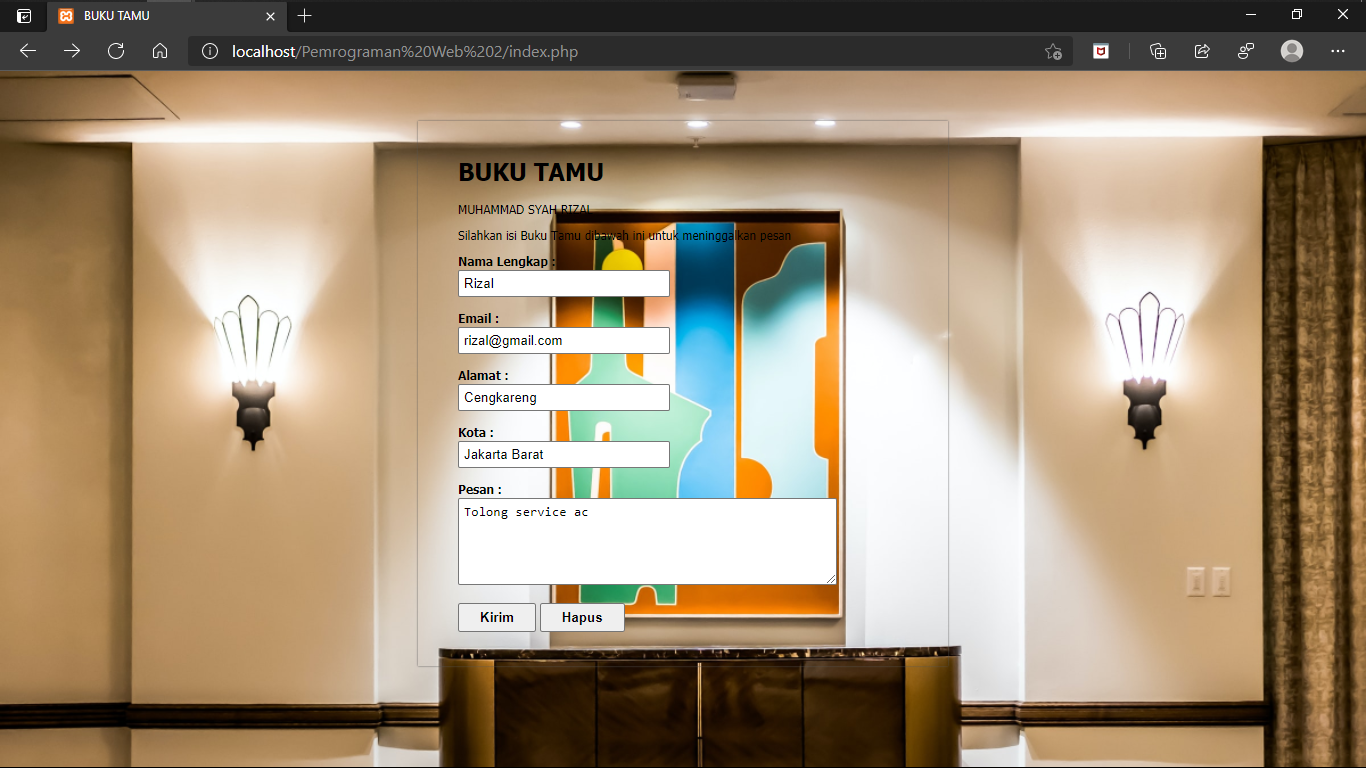 BUKU TAMU
localhost/Pemrograman%20Web%202/index.php
BUKU TAMU
MUHAMMAD SYAH RIZAL
Silahkan isi Buku Tamu dibawah ini untuk meninggalkan pesan
Nama Lengkap :
Rizal
Email :
rizal@gmail.com
Alamat :
Cengkareng
Kota :
Jakarta Barat
Pesan :
Tolong service ac
Kirim Hapus